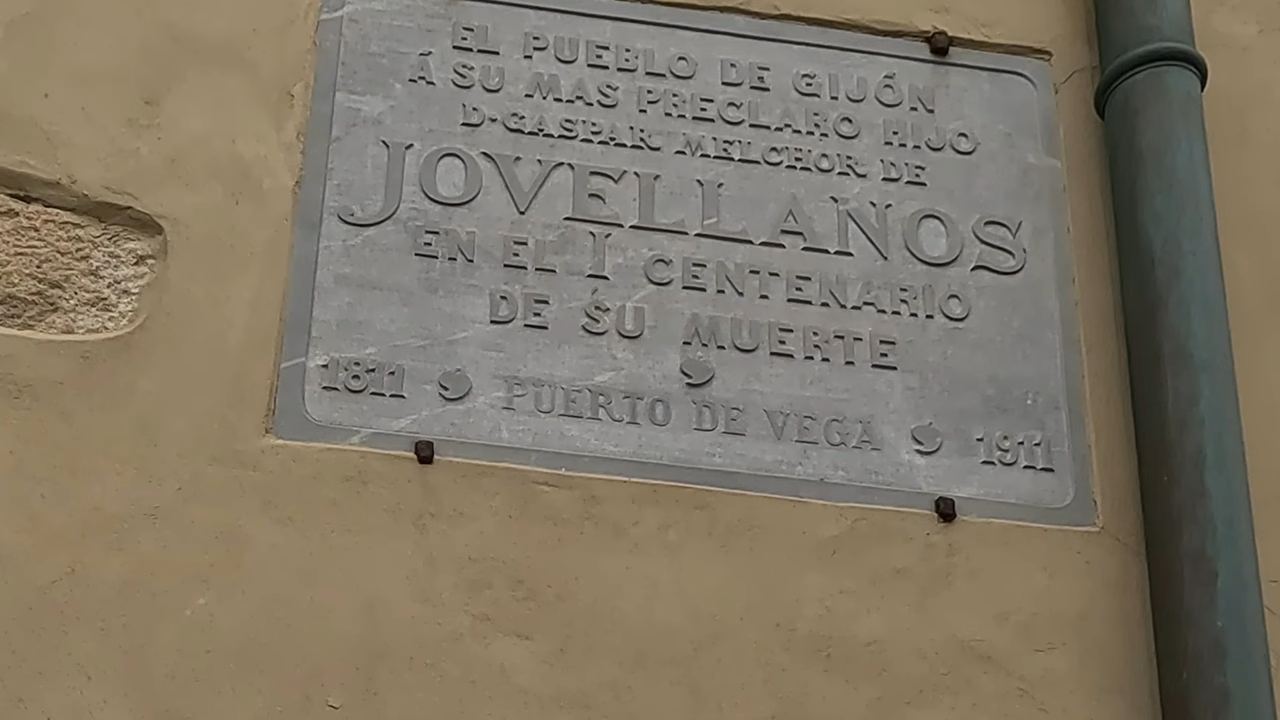 EL PUEBLO DE GIJÓN
Á SU MAS PRECLARO HIJO
D·GASPAR MELCHOR DE
JOVELLANOS
EN EL I CENTENARIO
DE SU MUERTE
1811 PUERTO DE VEGA 1911